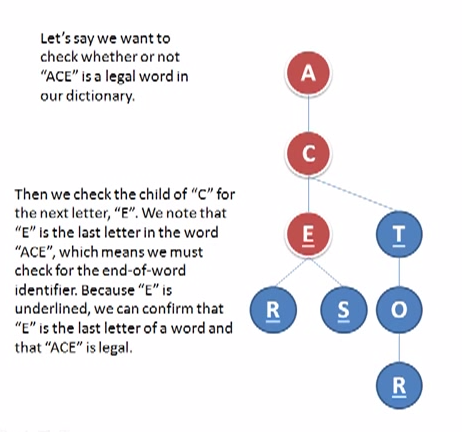 Let's say we want to
check whether or not
"ACE" is a legal word in
our dictionary.
A
C
Then we check the child of "C" for
the next letter, "E". We note that
"E" is the last letter in the word
"ACE", which means we must
check for the end-of-word
identifier. Because "E" is
underlined, we can confirm that
"E" is the last letter of a word and
that "ACE" is legal.
E T
R S O
R